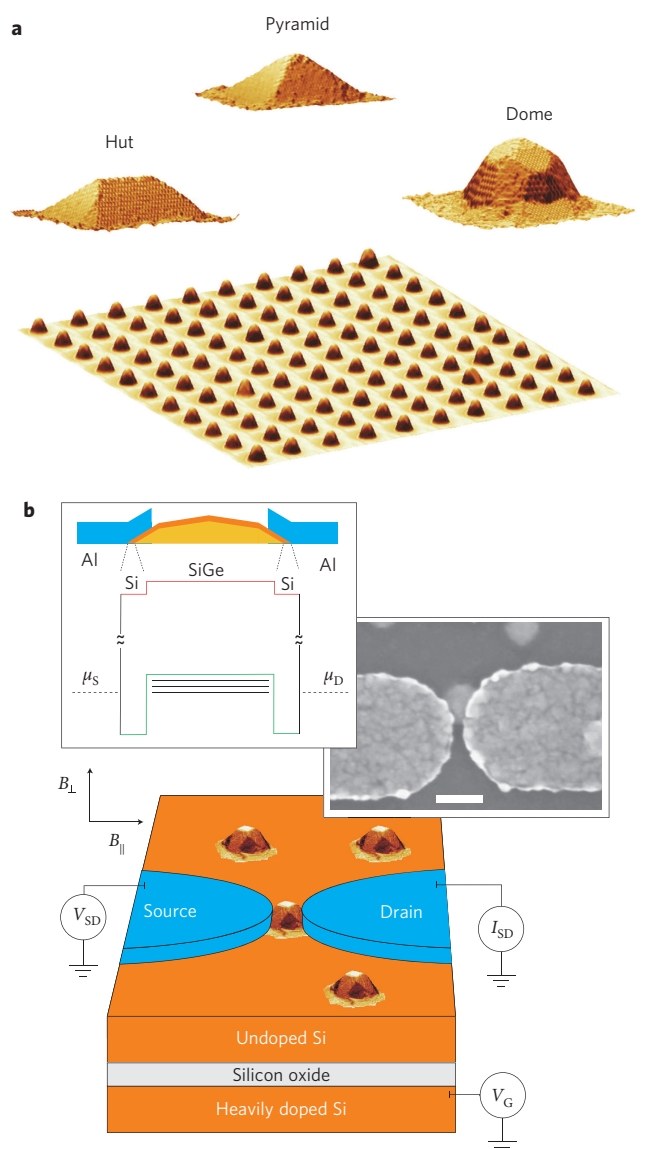 a
Pyramid
Dome
Hut
b
Al
Al
Si
SiGe
Si
≈
≈
μS
μD
B⊥
B||
VSD
Source
Drain
ISD
Undoped Si
Silicon oxide
Heavily doped Si
VG